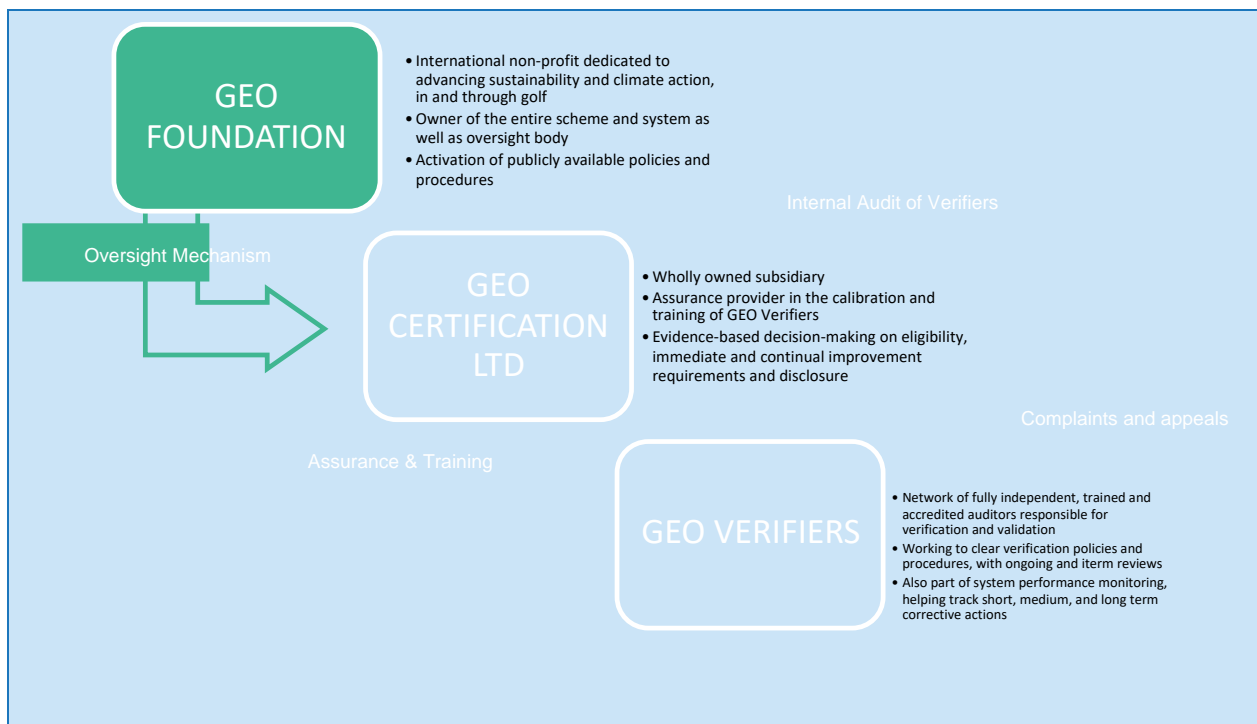 GEO
FOUNDATION
• International non-profit dedicated to
advancing sustainability and climate action,
in and through golf
• Owner of the entire scheme and system as
well as oversight body
• Activation of publicly available policies and
procedures
Internal Audit of Verifiers
Oversight Mechanism
GEO
CERTIFICATION
LTD
• Wholly owned subsidiary
• Assurance provider in the calibration and
training of GEO Verifiers
• Evidence-based decision-making on eligibility,
immediate and continual improvement
requirements and disclosure
Complaints and appeals
Assurance & Training
GEO VERIFIERS
• Network of fully independent, trained and
accredited auditors responsible for
verification and validation
• Working to clear verification policies and
procedures, with ongoing and iterm reviews
• Also part of system performance monitoring,
helping track short, medium, and long term
corrective actions